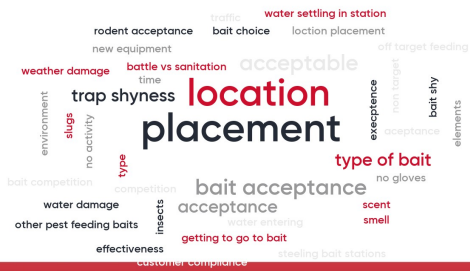 traffic
water settling in station
rodent acceptance
bait choice
loction placement
new equipment
off target feeding
acceptable
battle vs sanitation
weather damage
time
trap shyness
location
environment
slugs
no activity
placement
execptence
non target
bait shy
elements
aceptance
type
type of bait
no gloves
bait competition
competition
bait acceptance
water damage
insects
acceptance
scent
smell
other pest feeding baits
water entering
getting to go to bait
effectiveness
steeling bait stations
customer compliance